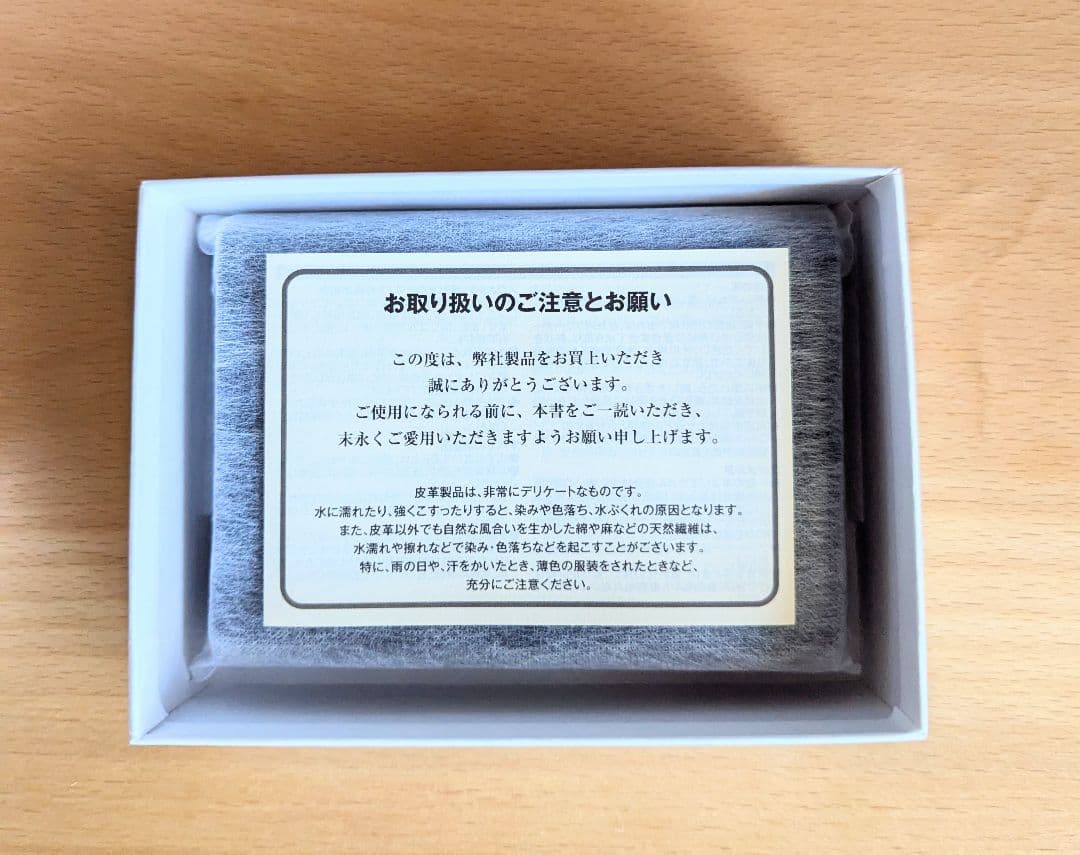 お取り扱いのご注意とお願い
この度は、弊社製品をお買上いただき
誠にありがとうございます。
ご使用になられる前に、本書をご一読いただき、
末永くご愛用いただきますようお願い申し上げます。
皮革製品は、非常にデリケートなものです。
水に濡れたり、強くこすったりすると、染みや色落ち、水ぶくれの原因となります。
また、皮革以外でも自然な風合いを生かした綿や麻などの天然繊維は、
水濡れや擦れなどで染み・色落ちなどを起こすことがございます。
特に、雨の日や、汗をかいたとき、薄色の服装をされたときなど、
充分にご注意ください。